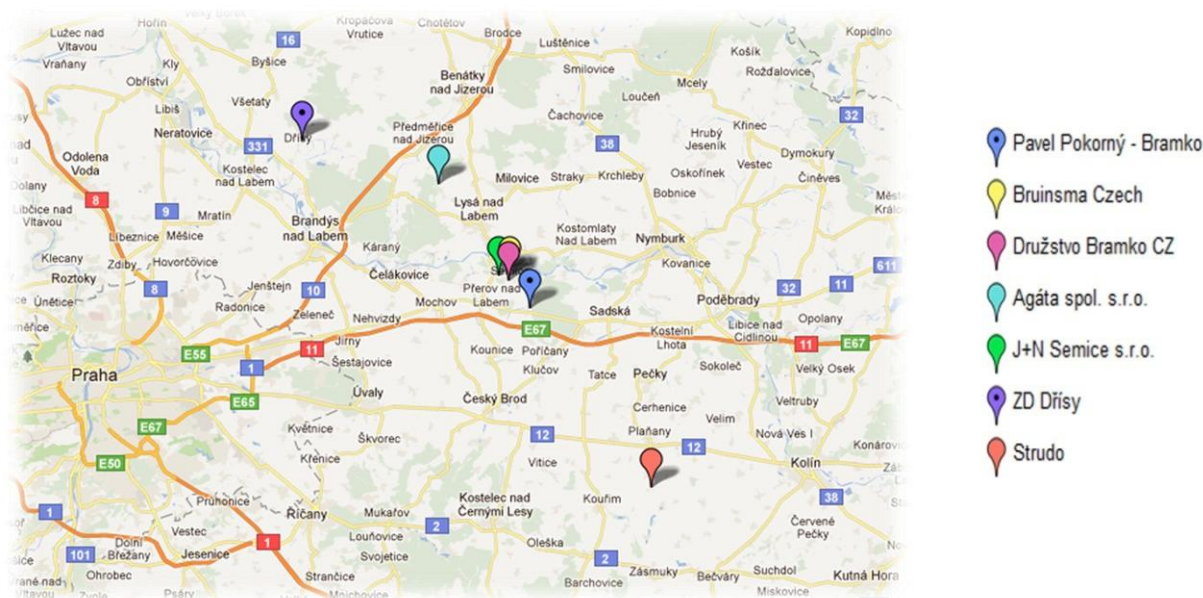 Lužec nad
Vltavou
Vraňany
Hořín
Kly
Obříství
Libiš
Neratovice
Odolena
Voda
16
Byšice
Všetaty
331
Dřísy
Kostelec
nad Labem
Kropáčova
Vrutice
Chotětov
Brodce
Benátky
nad Jizerou
Předměřice
nad Jizerou
Luštěnice
Smilovice
Loučeň
Čachovice
38
Mcely
Košík
Rožďalovice
Kopidlno
32
Hrubý
Jeseník
Křinec
Vestec
Dymokury
Činěves
Milovice
Straky
Krchleby
Oskořínek
Bobnice
Lysá nad
Labem
Kostomlaty
Nad Labem
Nymburk
Kovanice
Dolany
Libčice nad
Vltavou
8
9
Mratín
Líbeznice
Měšice
Klecany
Zdiby
Hovorčovice
Roztoky
Únětice
8
Brandýs
nad Labem
Káraný
Čelákovice
Přerov nad
Labem
Mochov
Jenštejn
10
Radonice
Zeleneč
Nehvizdy
Jirny
11
Šestajovice
E55
1
Praha
E65
Úvaly
E67
E50
Sadská
Poděbrady
32
11
611
Libice nad
Cidlinou
Opolany
E67
Kounice
Poříčany
Klučov
Kostelní
Lhota
11
E67
Tatce
Pečky
Sokoleč
Velký Osek
Český Brod
Cerhenice
Velim
Veltruby
Květnice
Škvorec
Křenice
12
Plaňany
12
Nová Ves I
Vitice
Kolín
38
Kouřim
Kostelec nad
Černými Lesy
Průhonice
Říčany
Mukařov
2
Louňovice
Svojetice
Oleška
2
Barchovice
Zásmuky
Bečváry
Suchdol
Miskovice
Červené
Pečky
Kutná Hora
1
101
Dolní
Břežany
Vestec
Jesenice
1
Ohrobec
Psáry
Strančice
Mnichovice
Pavel Pokorný - Bramko
Bruinsma Czech
Družstvo Bramko CZ
Agáta spol. s.r.o.
J+N Semice s.r.o.
ZD Dřísy
Strudo